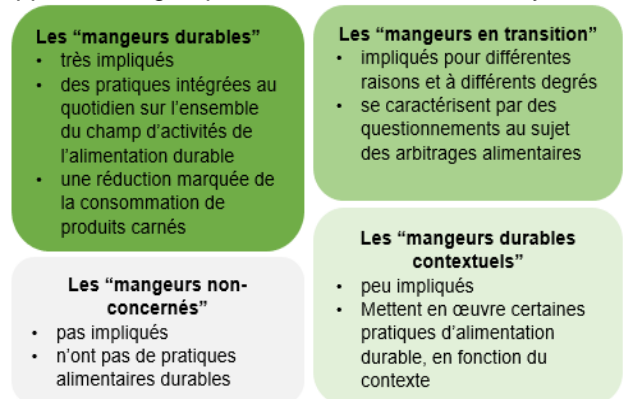 Les “mangeurs durables”
• très impliqués
• des pratiques intégrées au
quotidien sur l’ensemble
du champ d’activités de
l’alimentation durable
• une réduction marquée de
la consommation de
produits carnés
Les “mangeurs en transition”
• impliqués pour différentes
raisons et à différents degrés
• se caractérisent par des
questionnements au sujet
des arbitrages alimentaires
Les “mangeurs non-
concernés”
• pas impliqués
• n’ont pas de pratiques
alimentaires durables
Les “mangeurs durables
contextuels”
• peu impliqués
• Mettent en œuvre certaines
pratiques d’alimentation
durable, en fonction du
contexte